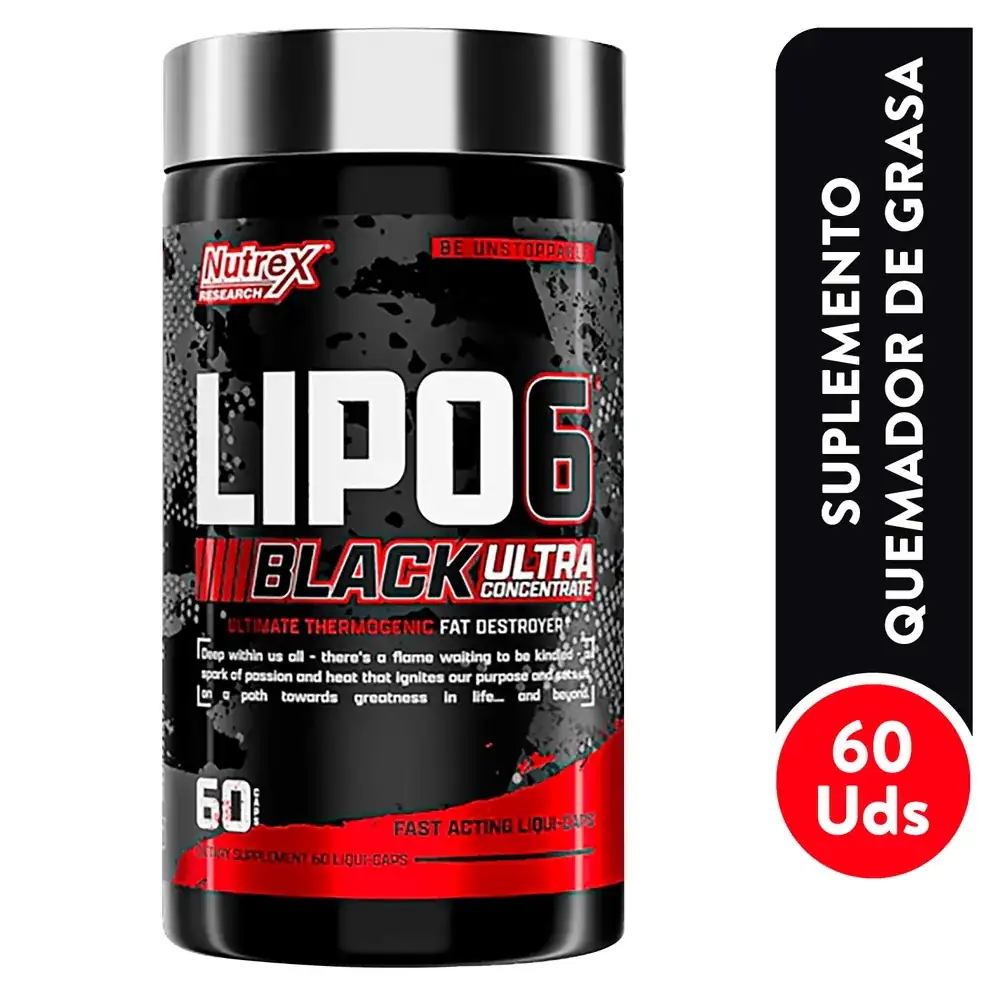 Nutrex
RESEARCH
BE UNSTOPPABLE
LIPO6
BLACK ULTRA
CONCENTRATE
ULTIMATE THERMOGENIC FAT DESTROYER†
Deep within us all - there's a flame waiting to be kindled - a
spark of passion and heat that ignites our purpose and sets us
on a path towards greatness in life... and beyond.
60 CAPS
FAST ACTING LIQUI-CAPS
DIETARY SUPPLEMENT 60 LIQUI-CAPS
SUPLEMENTO
QUEMADOR DE GRASA
60
Uds